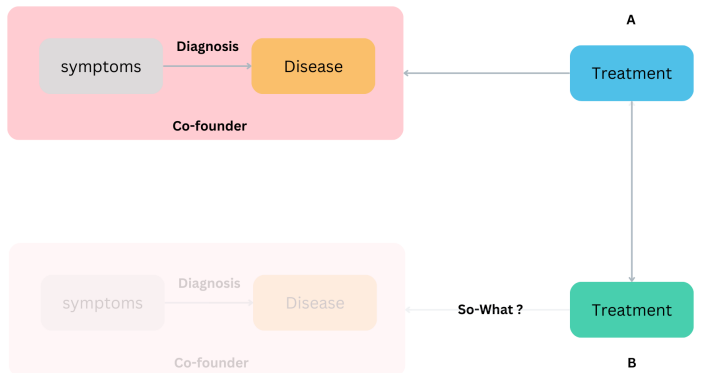 A
Diagnosis
symptoms
Disease
Treatment
Co-founder
Diagnosis
symptoms
Disease
So-What ?
Treatment
Co-founder
B